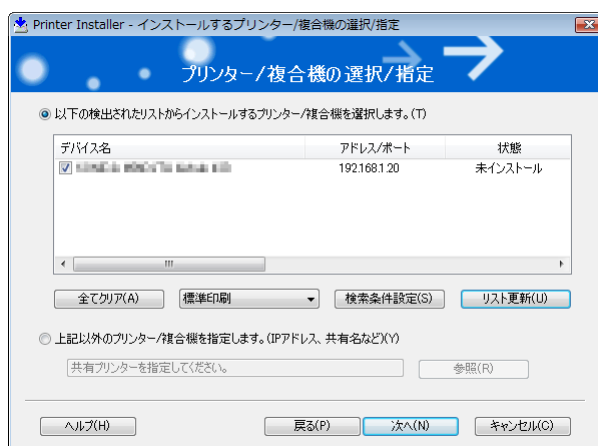 Printer Installer - インストールするプリンター/複合機の選択/指定
プリンター/複合機の選択/指定
以下の検出されたリストからインストールするプリンター/複合機を選択します。(T)
デバイス名 アドレス/ポート 状態
192.168.1.20 未インストール
全てクリア(A) 標準印刷 検索条件設定(S) リスト更新(U)
上記以外のプリンター/複合機を指定します。(IPアドレス、共有名など)(Y)
共有プリンターを指定してください。 参照(R)
ヘルプ(H) 戻る(P) 次へ(N) キャンセル(C)